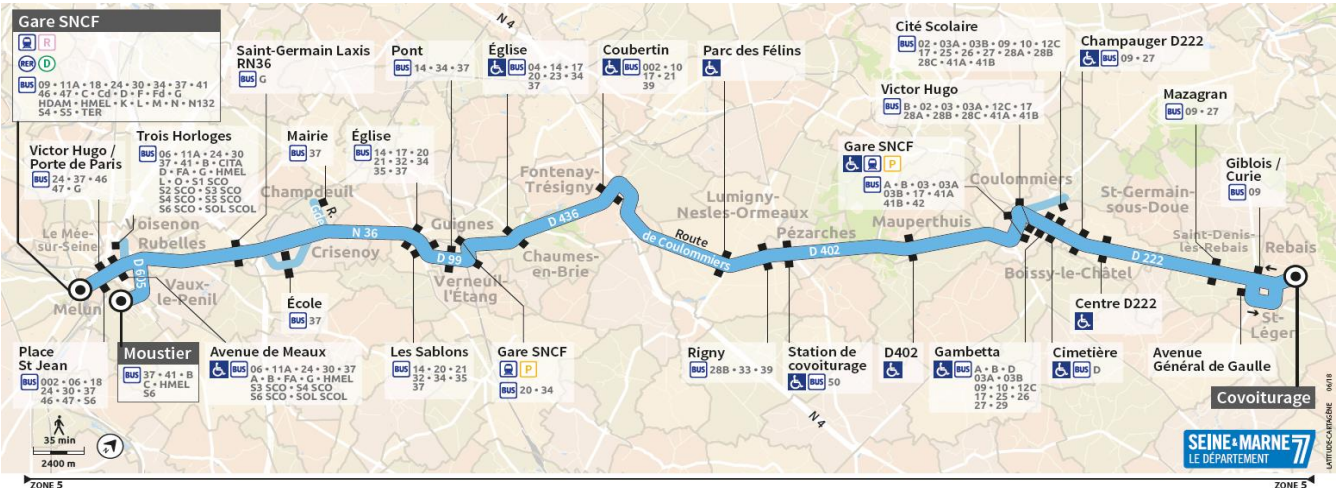 Gare SNCF
R
RER D
BUS 09 • 11A • 18 • 24 • 30 • 34 • 37 • 41
46 • 47 • C • Cd • D • F • Fd • G
HDAM • HMEL • K • L • M • N • N132
S4 • S5 • TER
Victor Hugo /
Porte de Paris
BUS 24 • 37 • 46
47 • G
Trois Horloges
BUS 06 • 11A • 24 • 30
37 • 41 • B • CITA
D • FA • G • HMEL
L • O • S1 SCO
S2 SCO • S3 SCO
S4 SCO • S5 SCO
S6 SCO • SOL SCOL
Saint-Germain Laxis
RN36
BUS G
Mairie
BUS 37
Pont
BUS 14 • 34 • 37
Église
BUS 14 • 17 • 20
21 • 32 • 34
35 • 37
Église
BUS 04 • 14 • 17
20 • 23 • 34
37
Coubertin
BUS 002 • 10
17 • 21
39
Parc des Félins
Cité Scolaire
BUS 02 • 03A • 03B • 09 • 10 • 12C
17 • 25 • 26 • 27 • 28A • 28B
28C • 41A • 41B
Victor Hugo
BUS B • 02 • 03 • 03A • 12C • 17
28A • 28B • 28C • 41A • 41B
Gare SNCF
P
BUS A • B • 03 • 03A
03B • 17 • 41A
41B • 42
Champauger D222
BUS 09 • 27
Mazagran
BUS 09 • 27
Giblois /
Curie
BUS 09
N 4
Le Mée-
sur-Seine
Voisenon
Rubelles
Melun
D 605
Vaux-
le-Penil
Champdeuil
R.
N 36
Crisenoy
Guignes
D 99
Verneuil-
l'Étang
D 436
Chaumes-
en-Brie
Fontenay-
Trésigny
Route
de Coulommiers
Lumigny-
Nesles-Ormeaux
Pézarches
D 402
Mauperthuis
Coulommiers
Boissy-le-Châtel
St-Germain-
sous-Doue
D 222
Saint-Denis-
lès Rebais
Rebais
St-
Léger
N 4
Place
St Jean
BUS 002 • 06 • 18
24 • 30 • 37
46 • 47 • S6
Moustier
BUS 37 • 41 • B
C • HMEL
S6
Avenue de Meaux
BUS 06 • 11A • 24 • 30 • 37
A • B • FA • G • HMEL
S3 SCO • S4 SCO
S6 SCO • SOL SCOL
École
BUS 37
Les Sablons
BUS 14 • 20 • 21
32 • 34 • 35
37
Gare SNCF
P
BUS 20 • 34
Rigny
BUS 28B • 33 • 39
Station de
covoiturage
BUS 50
D402
Gambetta
BUS A • B • D
03A • 03B
09 • 10 • 12C
17 • 25 • 26
27 • 29
Cimetière
BUS D
Centre D222
Avenue
Général de Gaulle
Covoiturage
35 min
2400 m
N
SEINE & MARNE 77
LE DÉPARTEMENT
LATITUDE-CARTAGÈNE 06/18
ZONE 5
ZONE 5